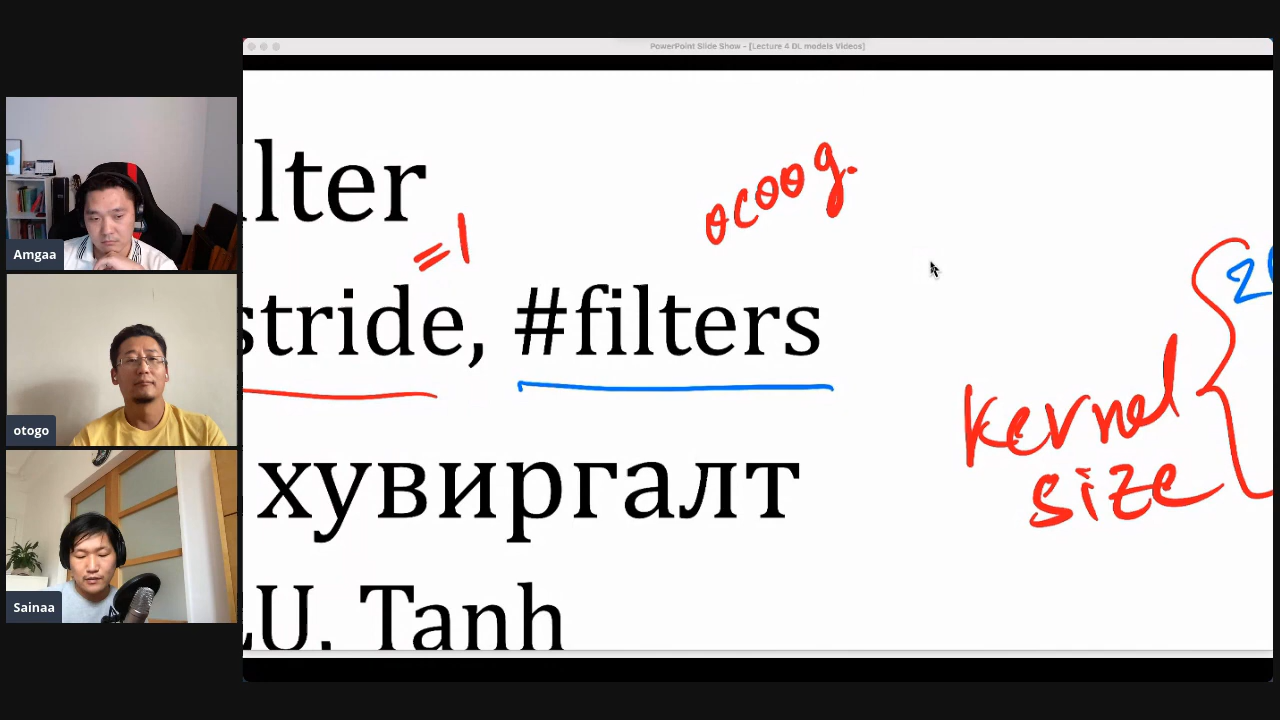 PowerPoint Slide Show - [Lecture 4 DL models Videos]
Amgaa
otogo
Sainaa
lter
=1
өсөөд.
stride, #filters
kernel
size
хувиргалт
LU. Tanh